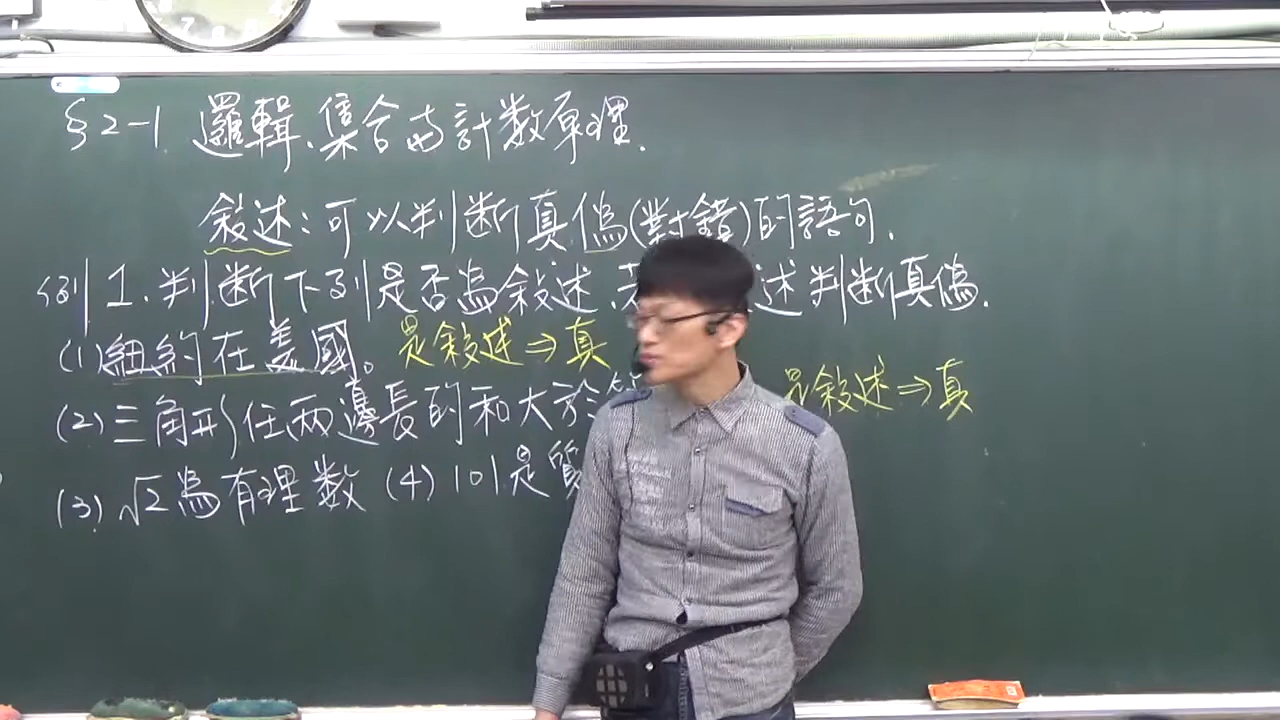 §2-1 邏輯、集合與計數原理.
敘述：可以判斷真偽(對錯)的語句.
例1. 判斷下列是否為敘述、若 述判斷真偽.
(1)紐約在美國。是敘述⇒真
(2)三角形任兩邊長的和大於 是敘述⇒真
(3) √2為有理數 (4) 101是質